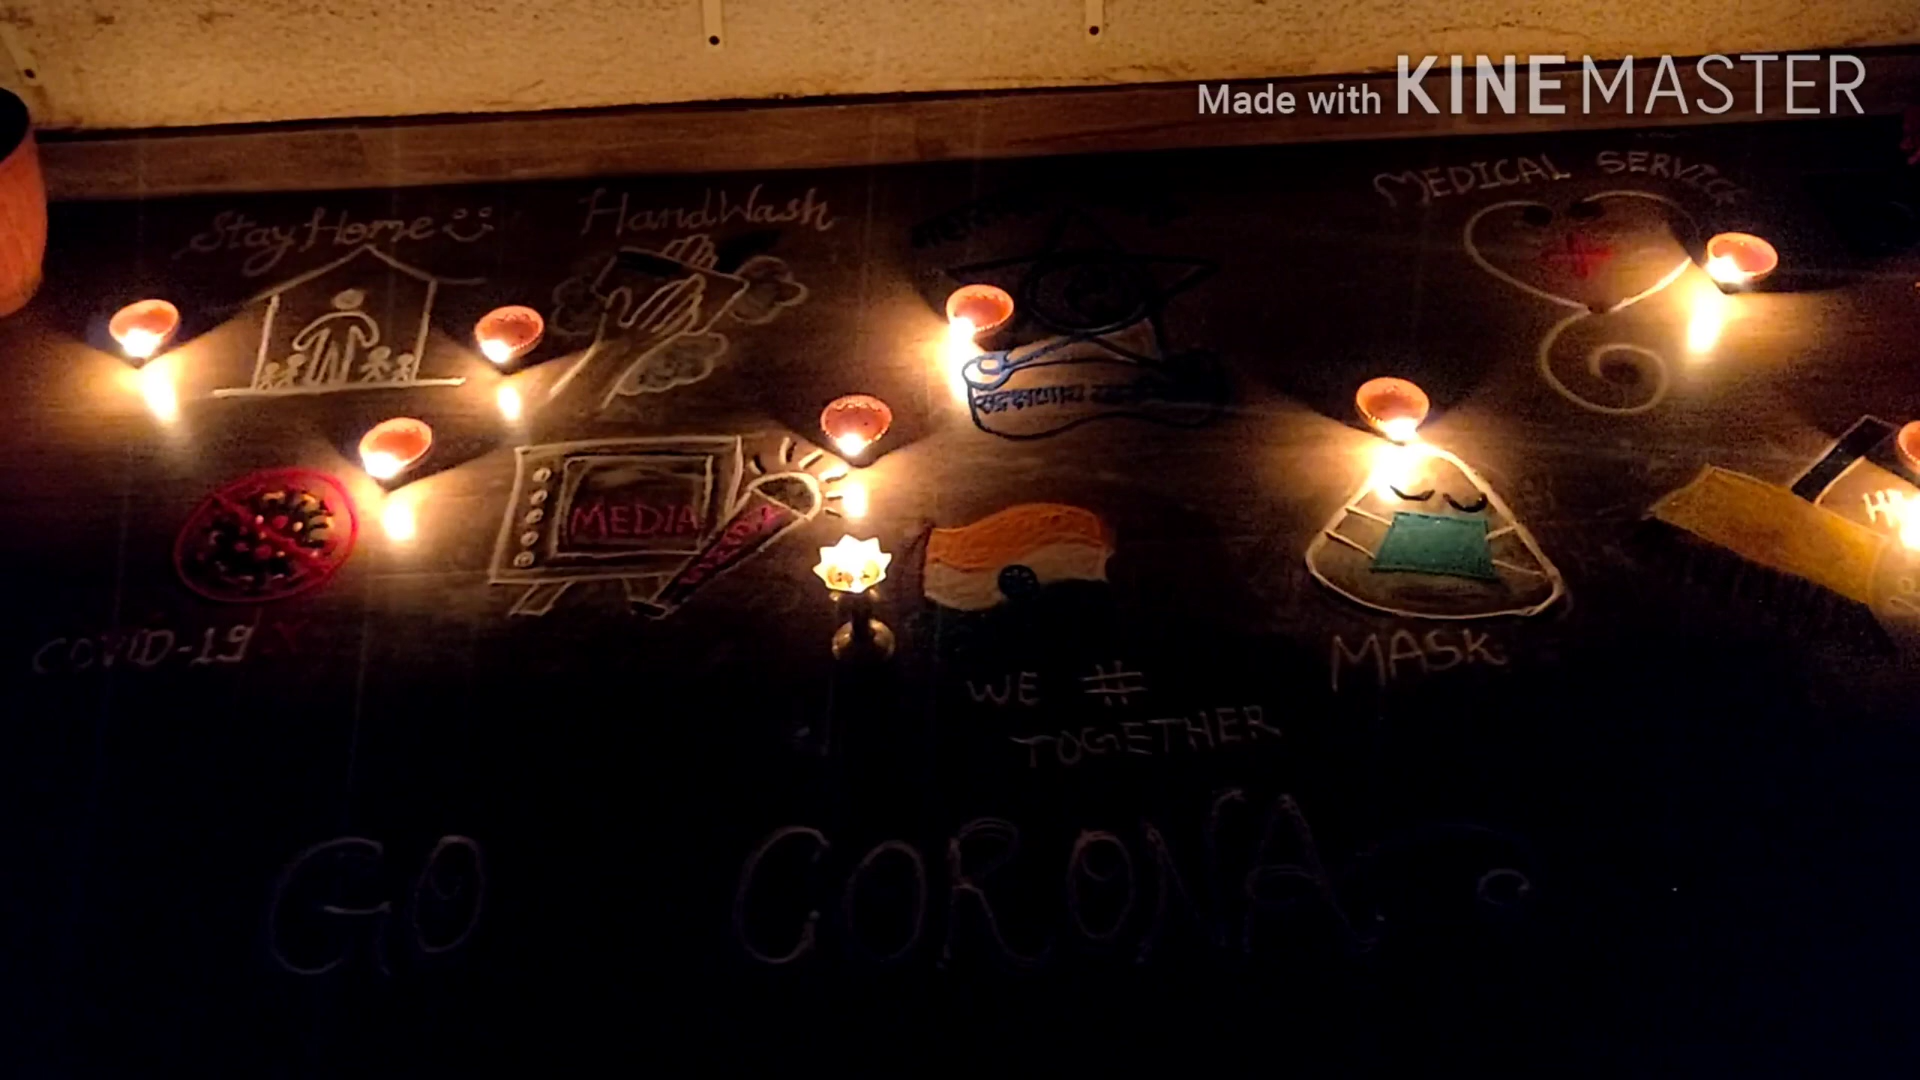 Made with KINEMASTER
MEDICAL SERVICE
Stay Home
HandWash
MEDIA
COVID-19 X
MASK
WE #
TOGETHER
GO CORONA